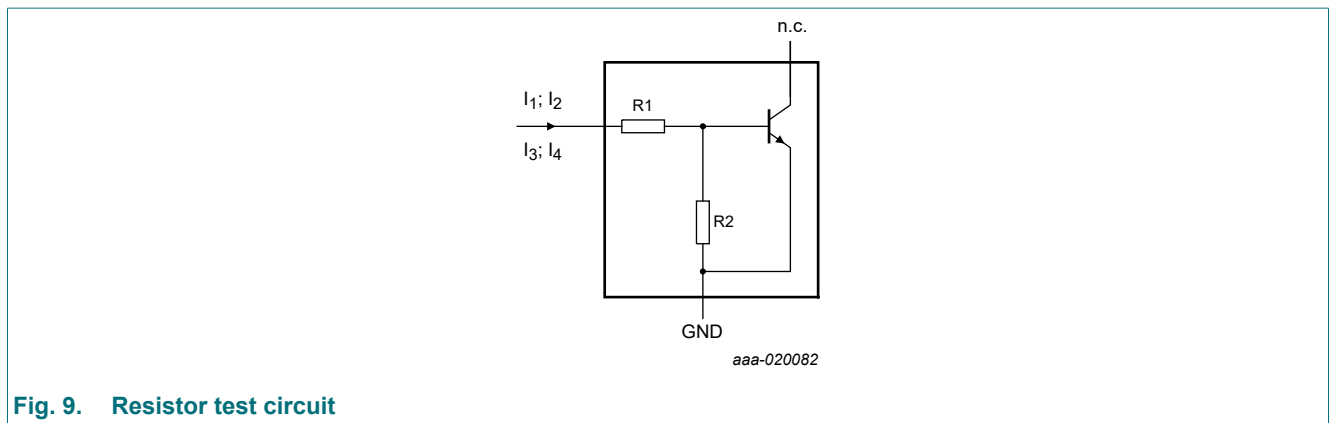 n.c.
I1; I2
R1
I3; I4
R2
GND
aaa-020082
Fig. 9. Resistor test circuit